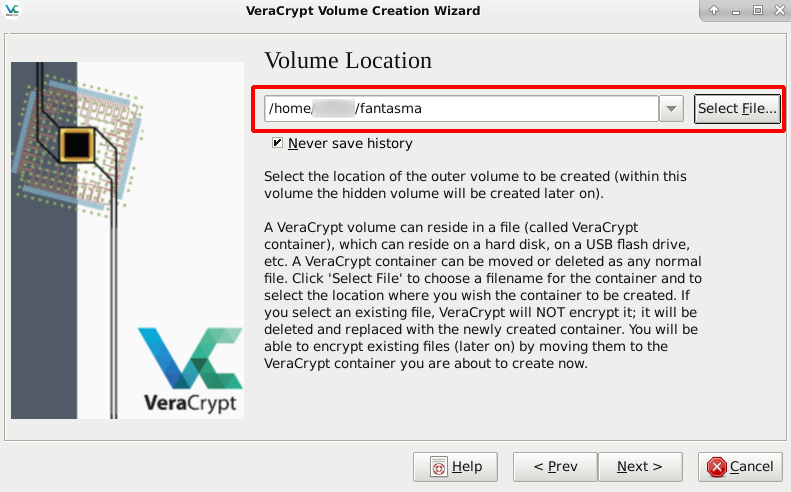 VeraCrypt Volume Creation Wizard
Volume Location
/home/ /fantasma
Select File...
Never save history
Select the location of the outer volume to be created (within this
volume the hidden volume will be created later on).
A VeraCrypt volume can reside in a file (called VeraCrypt
container), which can reside on a hard disk, on a USB flash drive,
etc. A VeraCrypt container can be moved or deleted as any normal
file. Click 'Select File' to choose a filename for the container and to
select the location where you wish the container to be created. If
you select an existing file, VeraCrypt will NOT encrypt it; it will be
deleted and replaced with the newly created container. You will be
able to encrypt existing files (later on) by moving them to the
VeraCrypt container you are about to create now.
VeraCrypt
Help
< Prev
Next >
Cancel